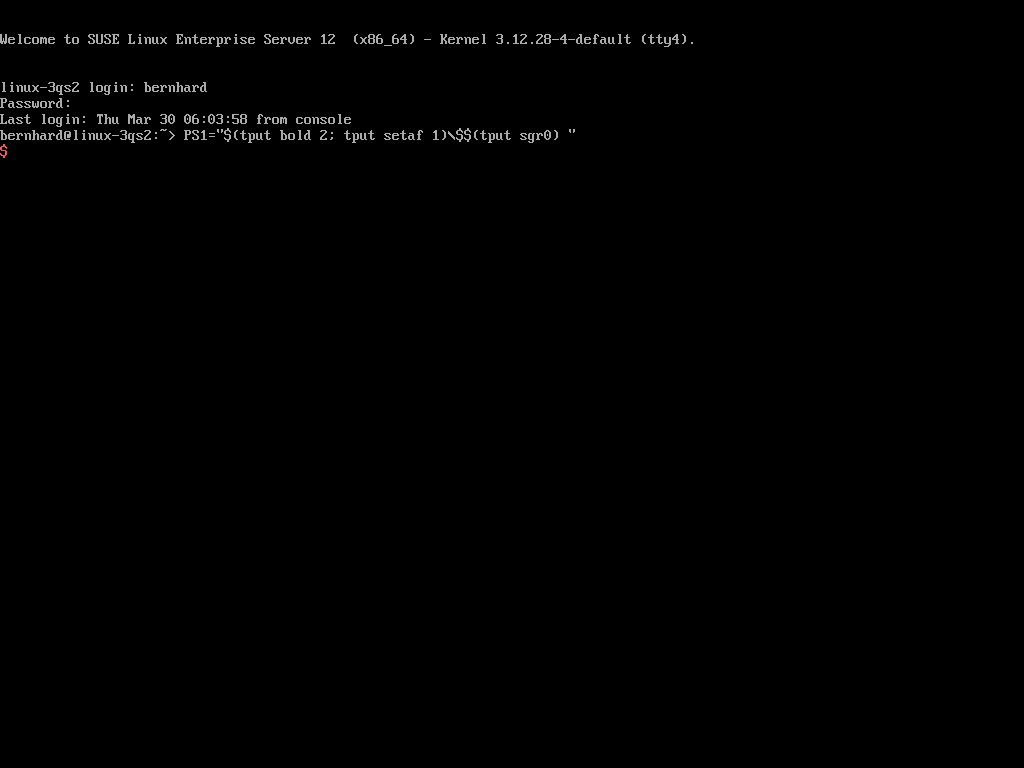 Welcome to SUSE Linux Enterprise Server 12  (x86_64) - Kernel 3.12.28-4-default (tty4).
linux-3qs2 login: bernhard
Password:
Last login: Thu Mar 30 06:03:58 from console
bernhard@linux-3qs2:~> PS1="$(tput bold 2; tput setaf 1)\$$(tput sgr0) "
$